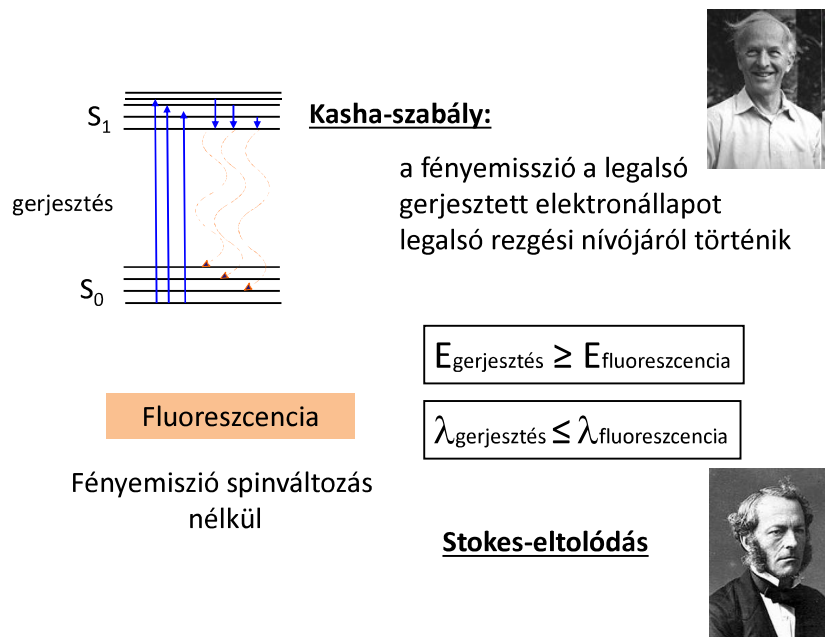 Kasha-szabály:
S₁
a fényemisszió a legalsó
gerjesztett elektronállapot
legalsó rezgési nívójáról történik
gerjesztés
S₀
Egerjesztés ≥ Efluoreszcencia
Fluoreszcencia
λgerjesztés ≤ λfluoreszcencia
Fényemiszió spinváltozás
nélkül
Stokes-eltolódás